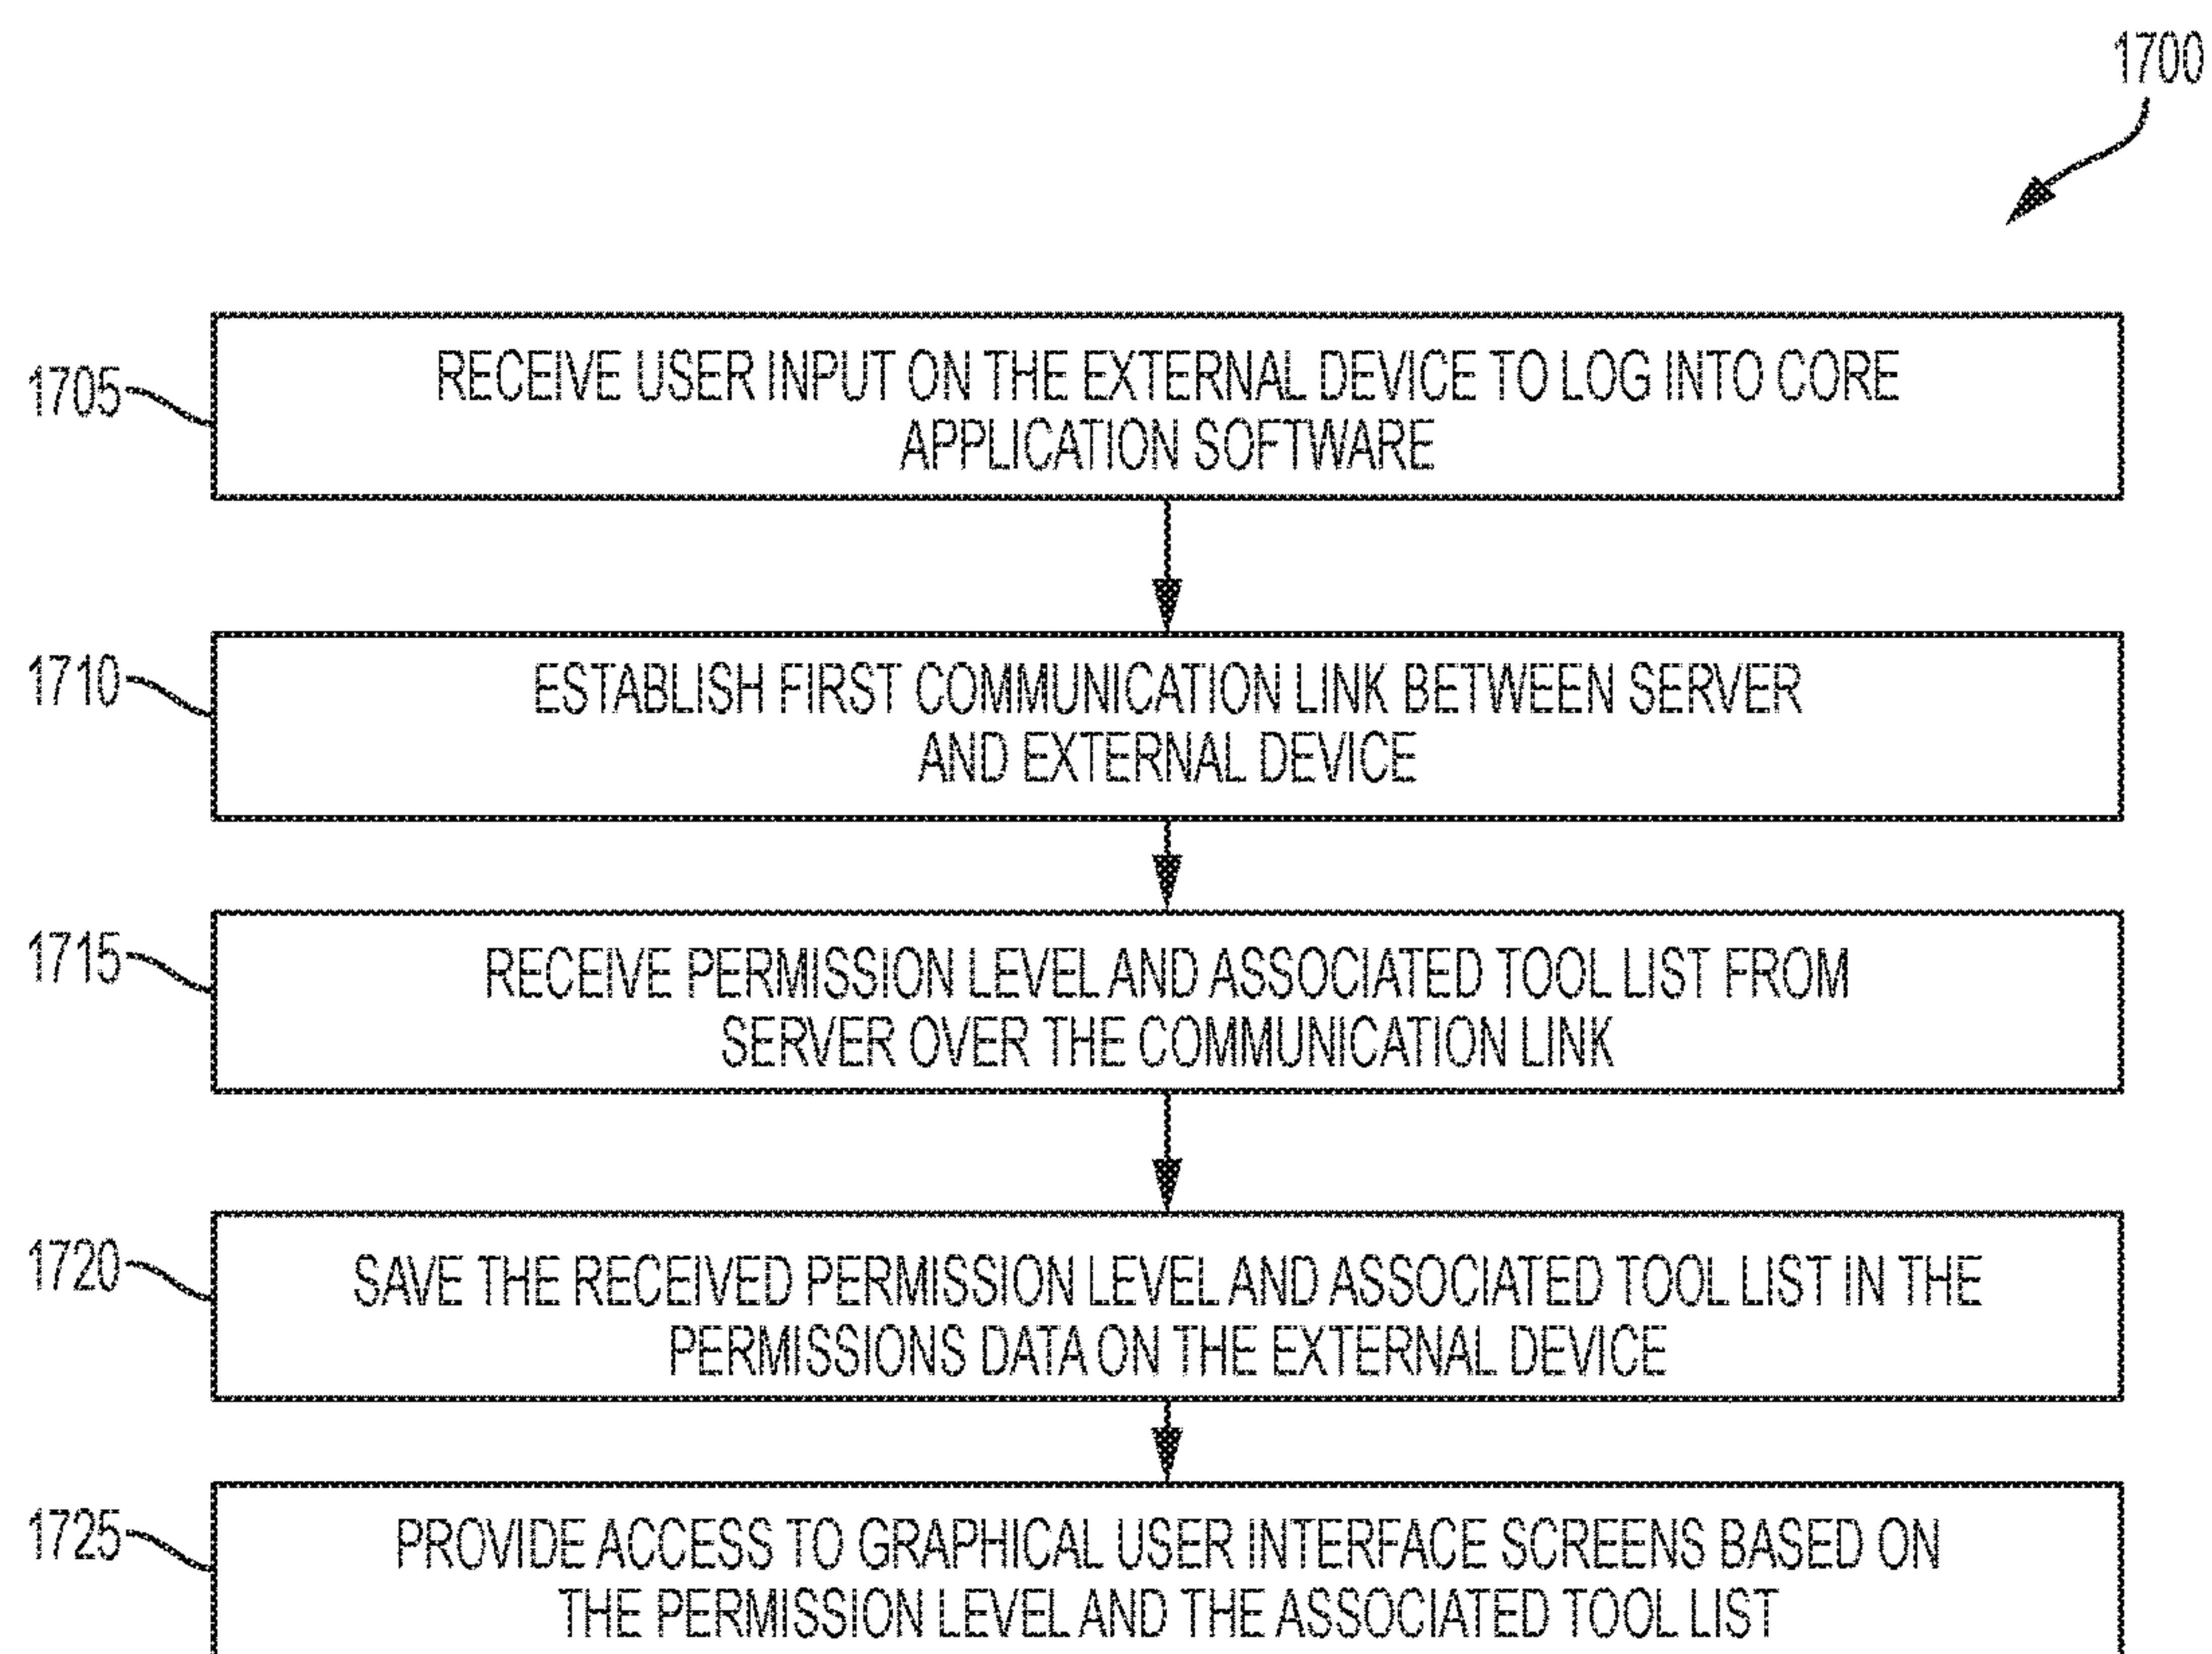 1700
1705
RECEIVE USER INPUT ON THE EXTERNAL DEVICE TO LOG INTO CORE
APPLICATION SOFTWARE
1710
ESTABLISH FIRST COMMUNICATION LINK BETWEEN SERVER
AND EXTERNAL DEVICE
1715
RECEIVE PERMISSION LEVEL AND ASSOCIATED TOOL LIST FROM
SERVER OVER THE COMMUNICATION LINK
1720
SAVE THE RECEIVED PERMISSION LEVEL AND ASSOCIATED TOOL LIST IN THE
PERMISSIONS DATA ON THE EXTERNAL DEVICE
1725
PROVIDE ACCESS TO GRAPHICAL USER INTERFACE SCREENS BASED ON
THE PERMISSION LEVEL AND THE ASSOCIATED TOOL LIST